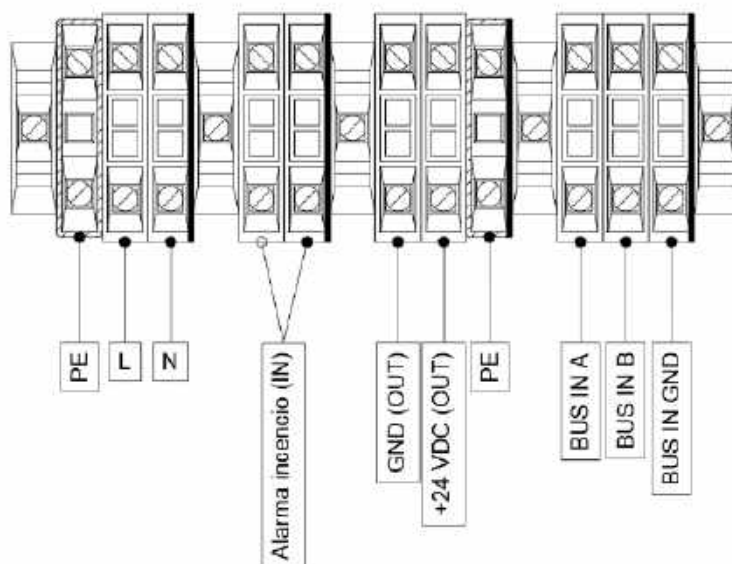 PE
L
N
Alarma incencio (IN)
GND (OUT)
+24 VDC (OUT)
PE
BUS IN A
BUS IN B
BUS IN GND